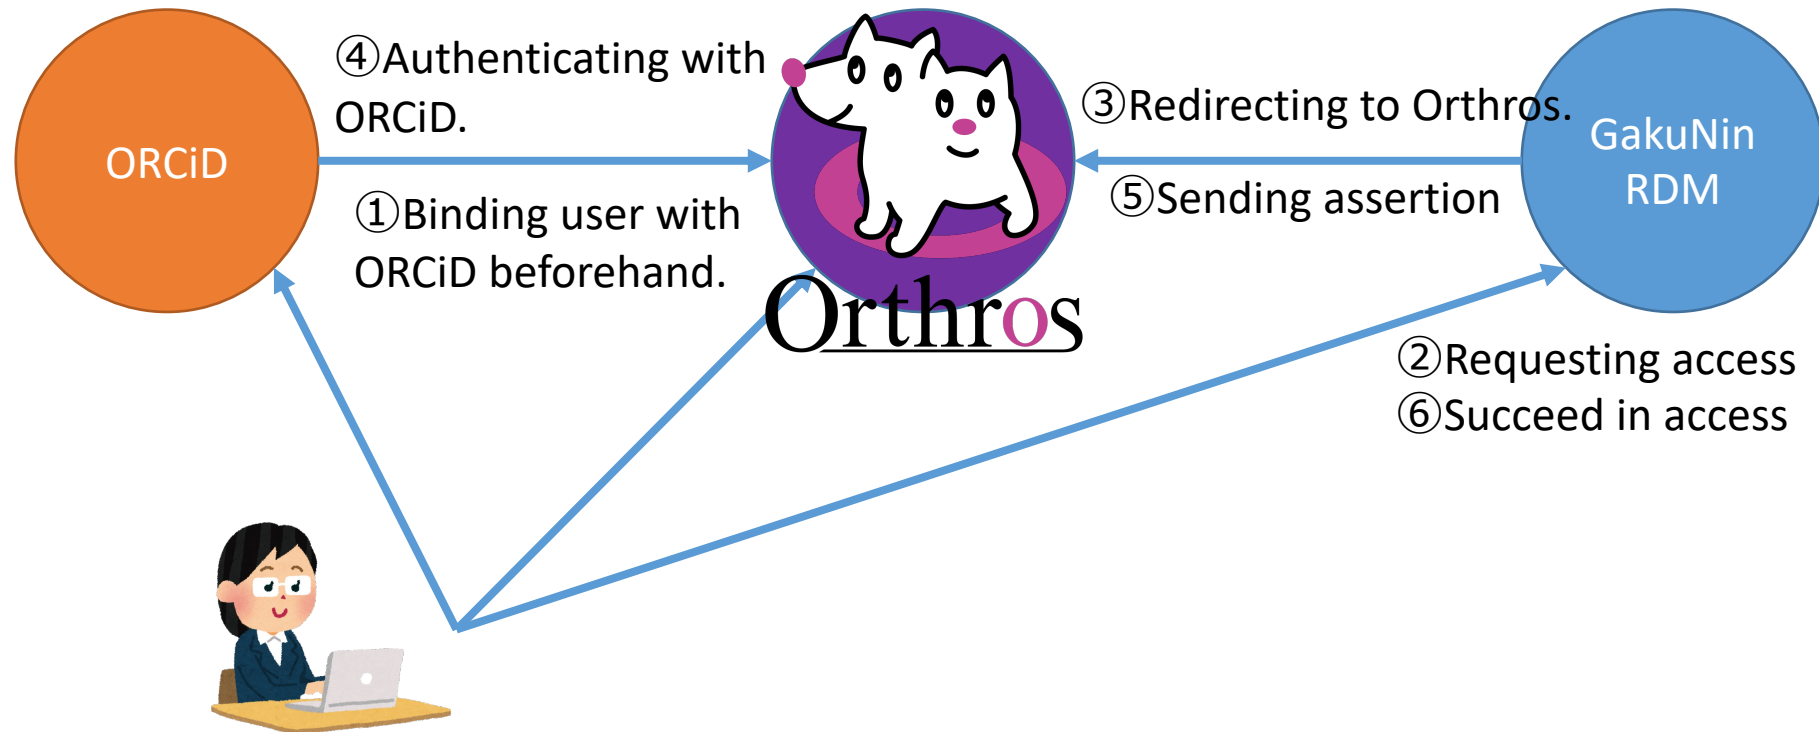 ORCiD
④Authenticating with
ORCiD.
①Binding user with
ORCiD beforehand.
Orthros
③Redirecting to Orthros.
⑤Sending assertion
GakuNin
RDM
②Requesting access
⑥Succeed in access